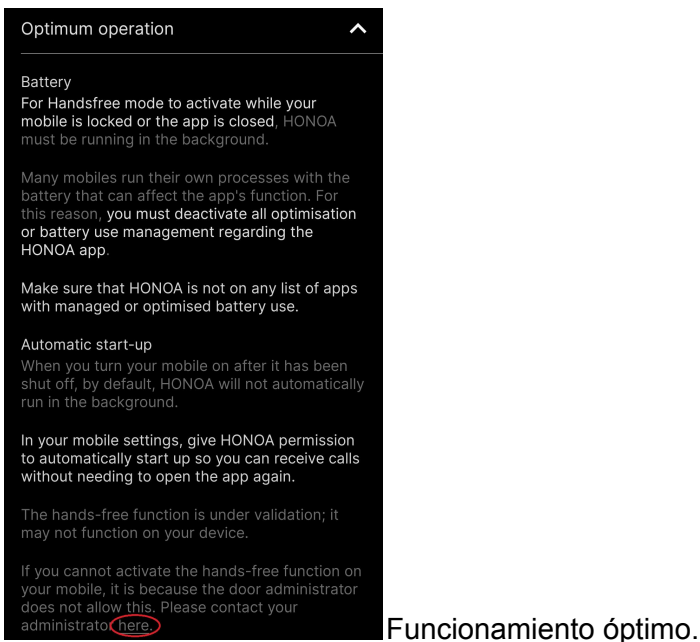 Optimum operation
Battery
For Handsfree mode to activate while your
mobile is locked or the app is closed, HONOA
must be running in the background.
Many mobiles run their own processes with the
battery that can affect the app's function. For
this reason, you must deactivate all optimisation
or battery use management regarding the
HONOA app.
Make sure that HONOA is not on any list of apps
with managed or optimised battery use.
Automatic start-up
When you turn your mobile on after it has been
shut off, by default, HONOA will not automatically
run in the background.
In your mobile settings, give HONOA permission
to automatically start up so you can receive calls
without needing to open the app again.
The hands-free function is under validation; it
may not function on your device.
If you cannot activate the hands-free function on
your mobile, it is because the door administrator
does not allow this. Please contact your
administrator here.
Funcionamiento óptimo.